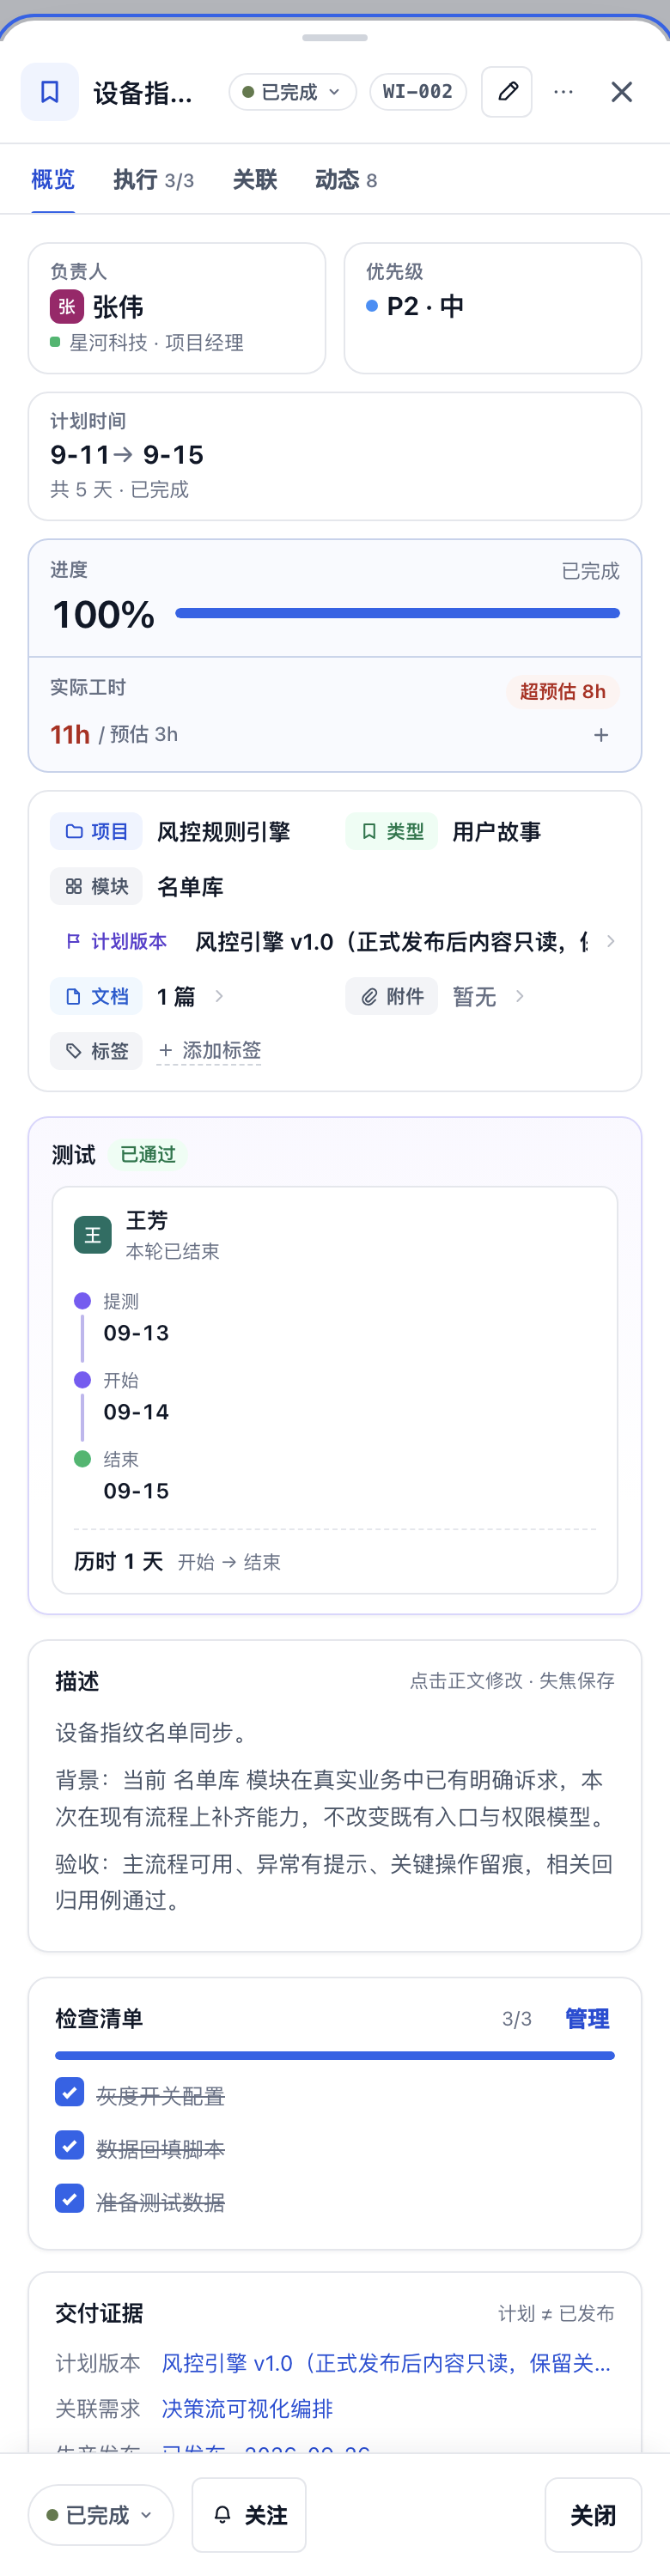 设备指...
已完成
WI-002
概览
执行 3/3
关联
动态 8
负责人
张 张伟
星河科技 · 项目经理
优先级
P2 · 中
计划时间
9-11→ 9-15
共 5 天 · 已完成
进度
已完成
100%
实际工时
超预估 8h
11h / 预估 3h
项目 风控规则引擎
类型 用户故事
模块 名单库
计划版本 风控引擎 v1.0（正式发布后内容只读，
文档 1 篇
附件 暂无
标签 + 添加标签
测试 已通过
王 王芳
本轮已结束
提测
09-13
开始
09-14
结束
09-15
历时 1 天 开始 → 结束
描述
点击正文修改 · 失焦保存
设备指纹名单同步。
背景：当前 名单库 模块在真实业务中已有明确诉求，本
次在现有流程上补齐能力，不改变既有入口与权限模型。
验收：主流程可用、异常有提示、关键操作留痕，相关回
归用例通过。
检查清单
3/3
管理
灰度开关配置
数据回填脚本
准备测试数据
交付证据
计划 ≠ 已发布
计划版本 风控引擎 v1.0（正式发布后内容只读，保留关...
关联需求 决策流可视化编排
已完成
关注
关闭